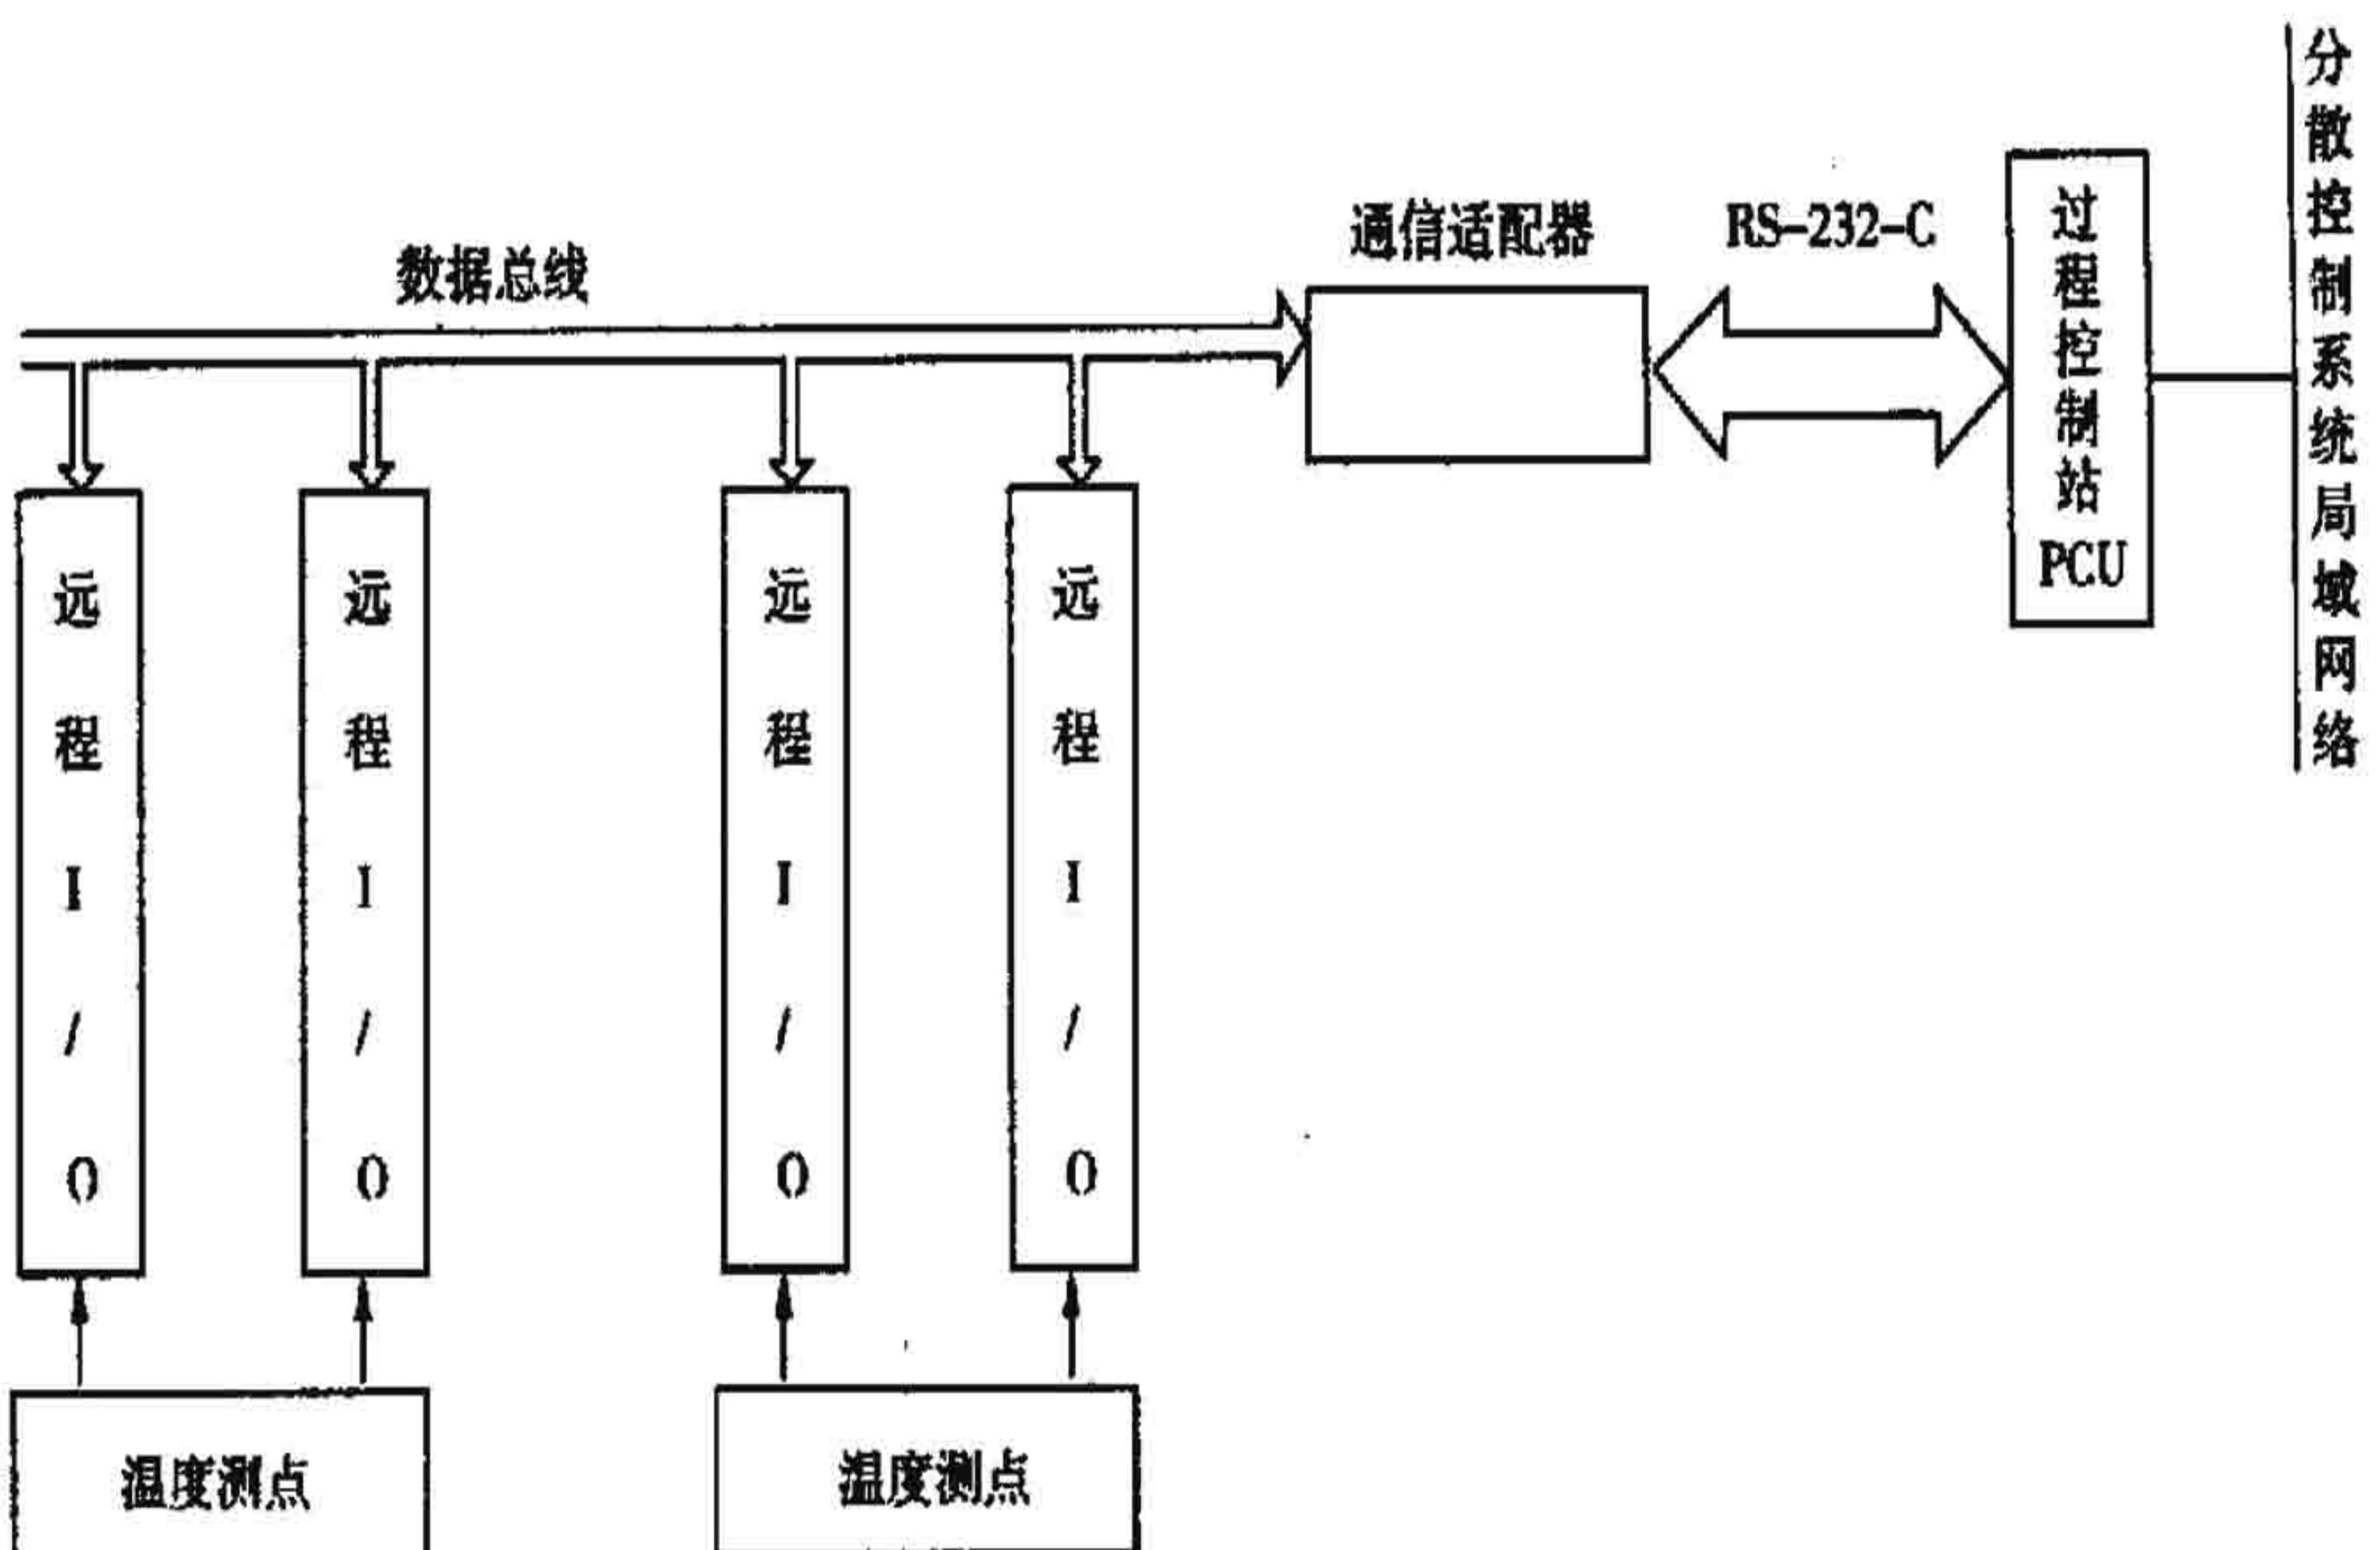 数据总线
通信适配器
RS-232-C
过程控制站PCU
分散控制系统局域网络
远程I/O
远程I/O
远程I/O
远程I/O
温度测点
温度测点